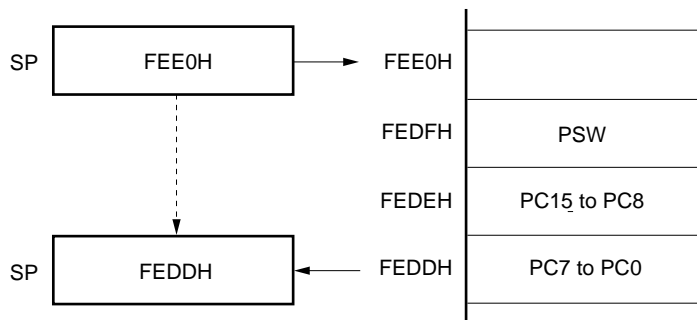 SP FEE0H FEE0H
FEDFH PSW
FEDEH PC15 to PC8
SP FEDDH FEDDH PC7 to PC0